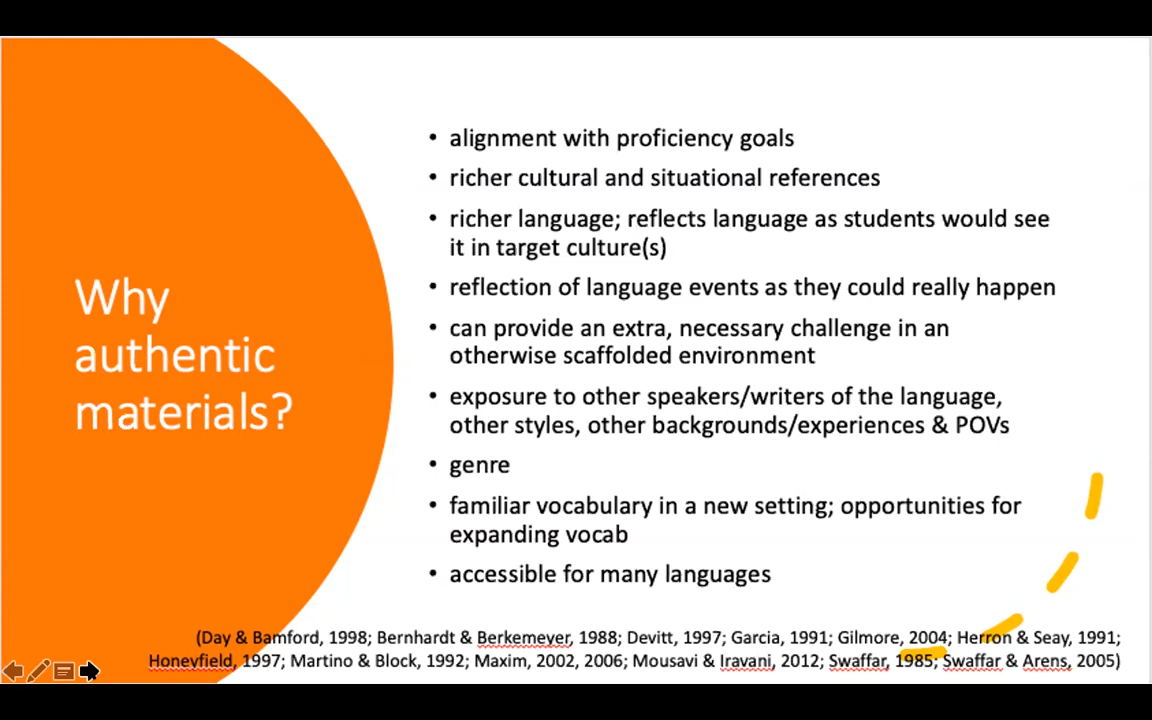 Why
authentic
materials?
• alignment with proficiency goals
• richer cultural and situational references
• richer language; reflects language as students would see
it in target culture(s)
• reflection of language events as they could really happen
• can provide an extra, necessary challenge in an
otherwise scaffolded environment
• exposure to other speakers/writers of the language,
other styles, other backgrounds/experiences & POVs
• genre
• familiar vocabulary in a new setting; opportunities for
expanding vocab
• accessible for many languages
(Day & Bamford, 1998; Bernhardt & Berkemeyer, 1988; Devitt, 1997; Garcia, 1991; Gilmore, 2004; Herron & Seay, 1991;
Honeyfield, 1997; Martino & Block, 1992; Maxim, 2002, 2006; Mousavi & Iravani, 2012; Swaffar, 1985; Swaffar & Arens, 2005)